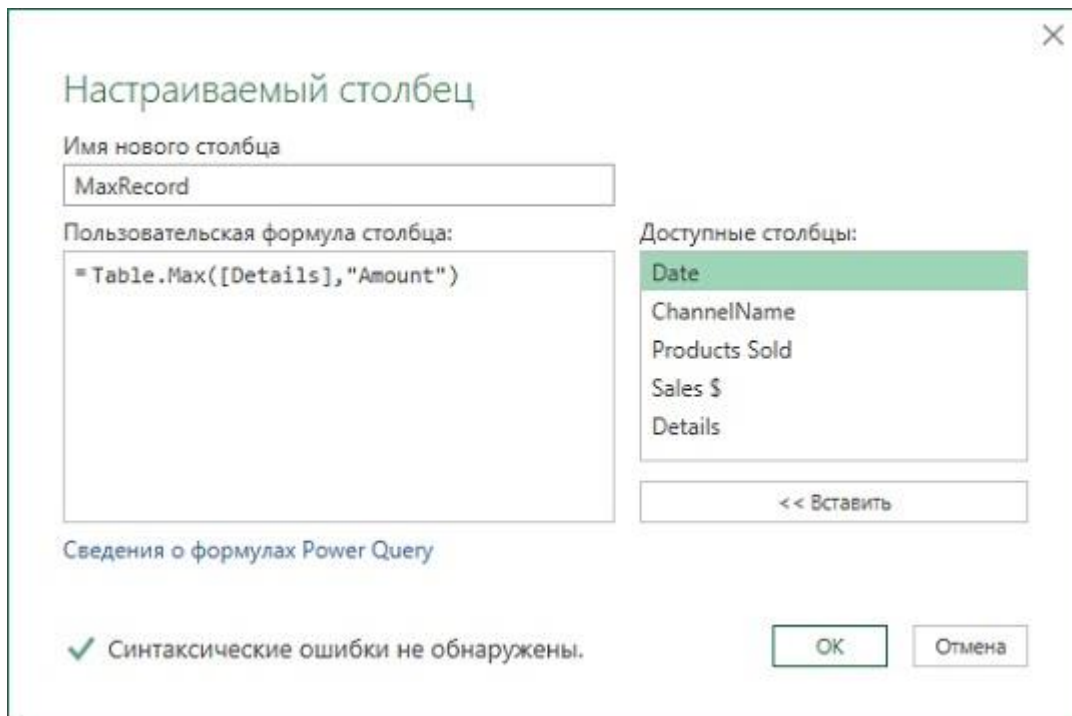 Настраиваемый столбец
Имя нового столбца
MaxRecord
Пользовательская формула столбца:
=Table.Max([Details],"Amount")
Доступные столбцы:
Date
ChannelName
Products Sold
Sales $
Details
<< Вставить
Сведения о формулах Power Query
Синтаксические ошибки не обнаружены.
ОК
Отмена